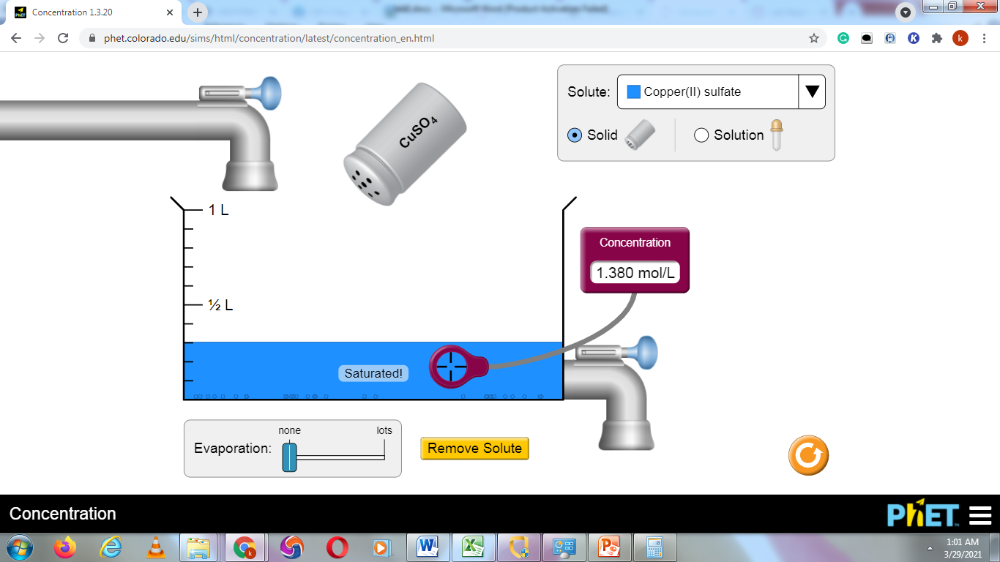 Concentration 1.3.20
phet.colorado.edu/sims/html/concentration/latest/concentration_en.html
k
CuSO4
Solute: Copper(II) sulfate
Solid
Solution
1 L
½ L
Concentration
1.380 mol/L
Saturated!
none
lots
Evaporation:
Remove Solute
Concentration
PhET
1:01 AM
3/29/2021